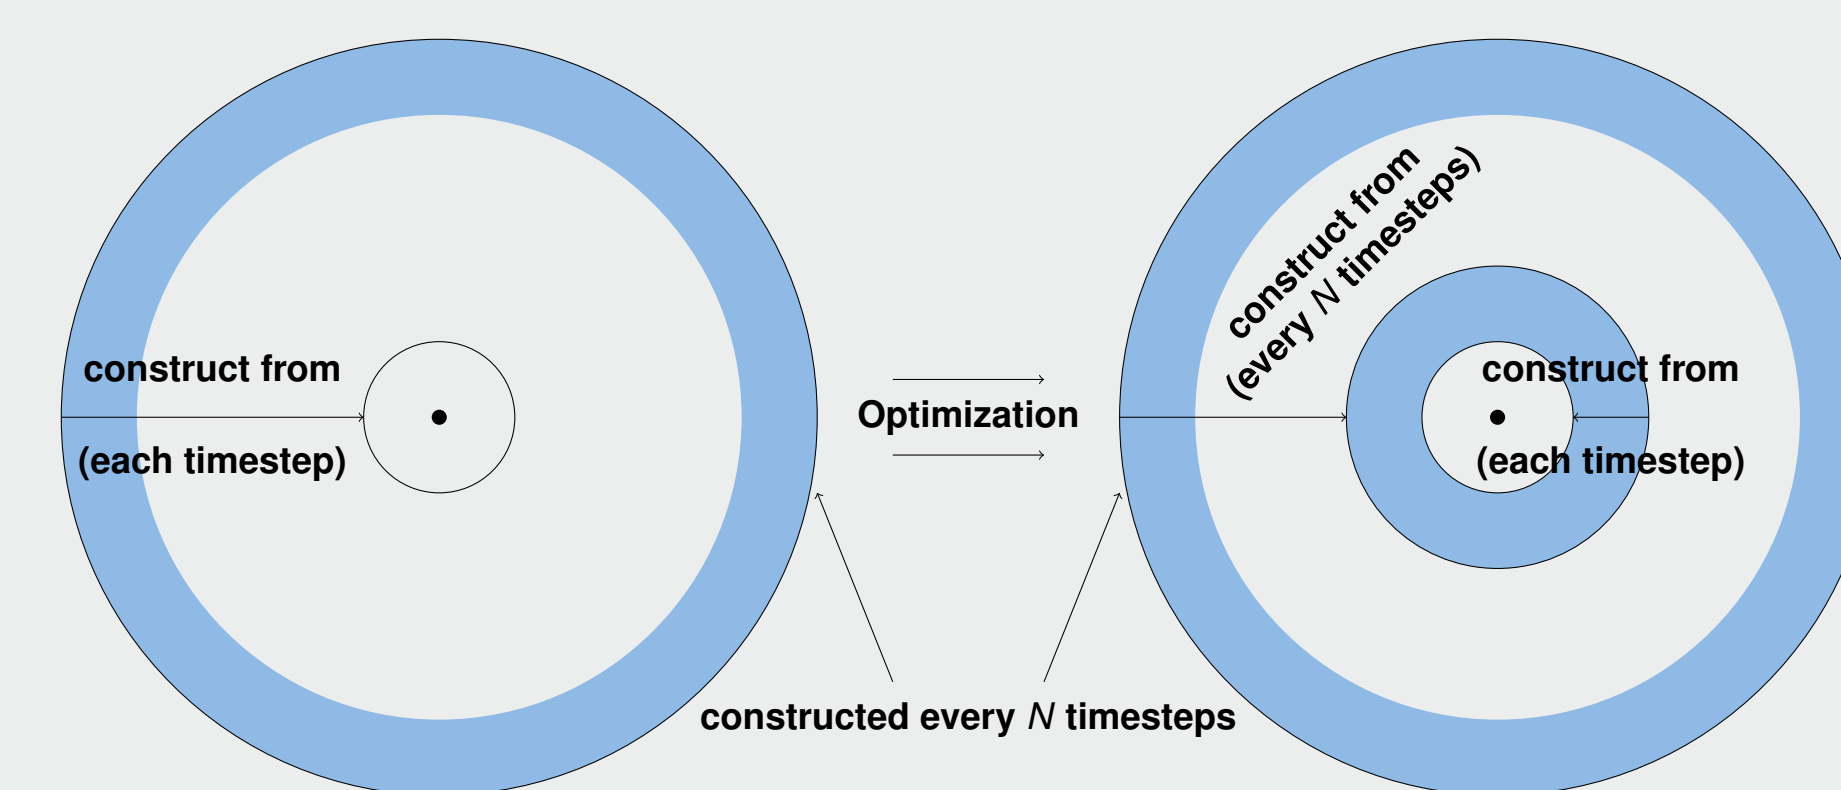 construct from
(each timestep)
Optimization
construct from
(every N timesteps)
construct from
(each timestep)
constructed every N timesteps